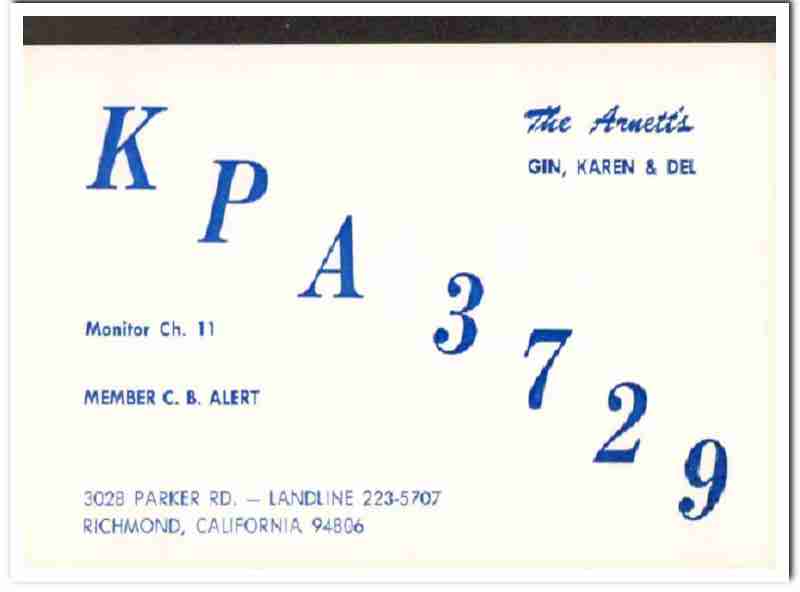 The Arnett's
GIN, KAREN & DEL
KPA3729
Monitor Ch. 11
MEMBER C. B. ALERT
3028 PARKER RD. — LANDLINE 223-5707
RICHMOND, CALIFORNIA 94806